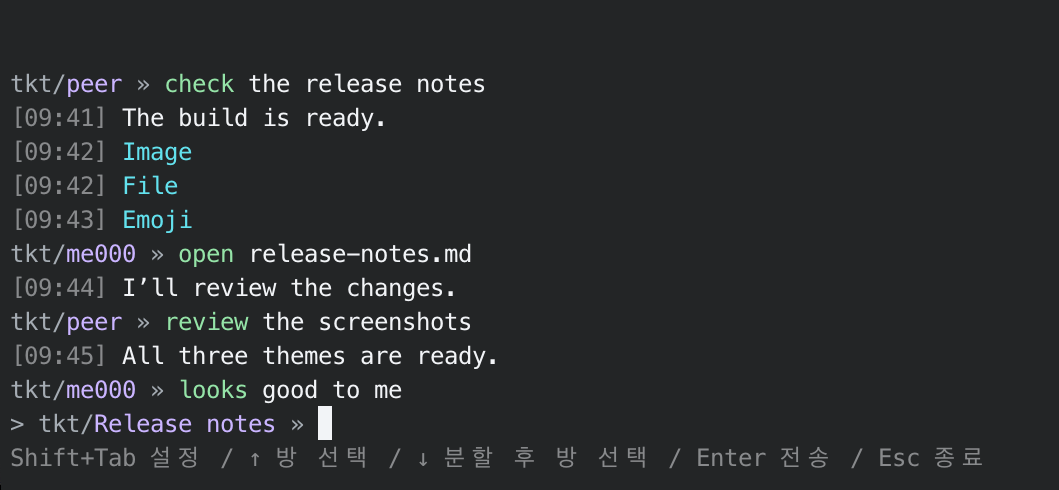 tkt/peer » check the release notes
[09:41] The build is ready.
[09:42] Image
[09:42] File
[09:43] Emoji
tkt/me000 » open release-notes.md
[09:44] I’ll review the changes.
tkt/peer » review the screenshots
[09:45] All three themes are ready.
tkt/me000 » looks good to me
> tkt/Release notes »
Shift+Tab 설정 / ↑ 방 선택 / ↓ 분할 후 방 선택 / Enter 전송 / Esc 종료